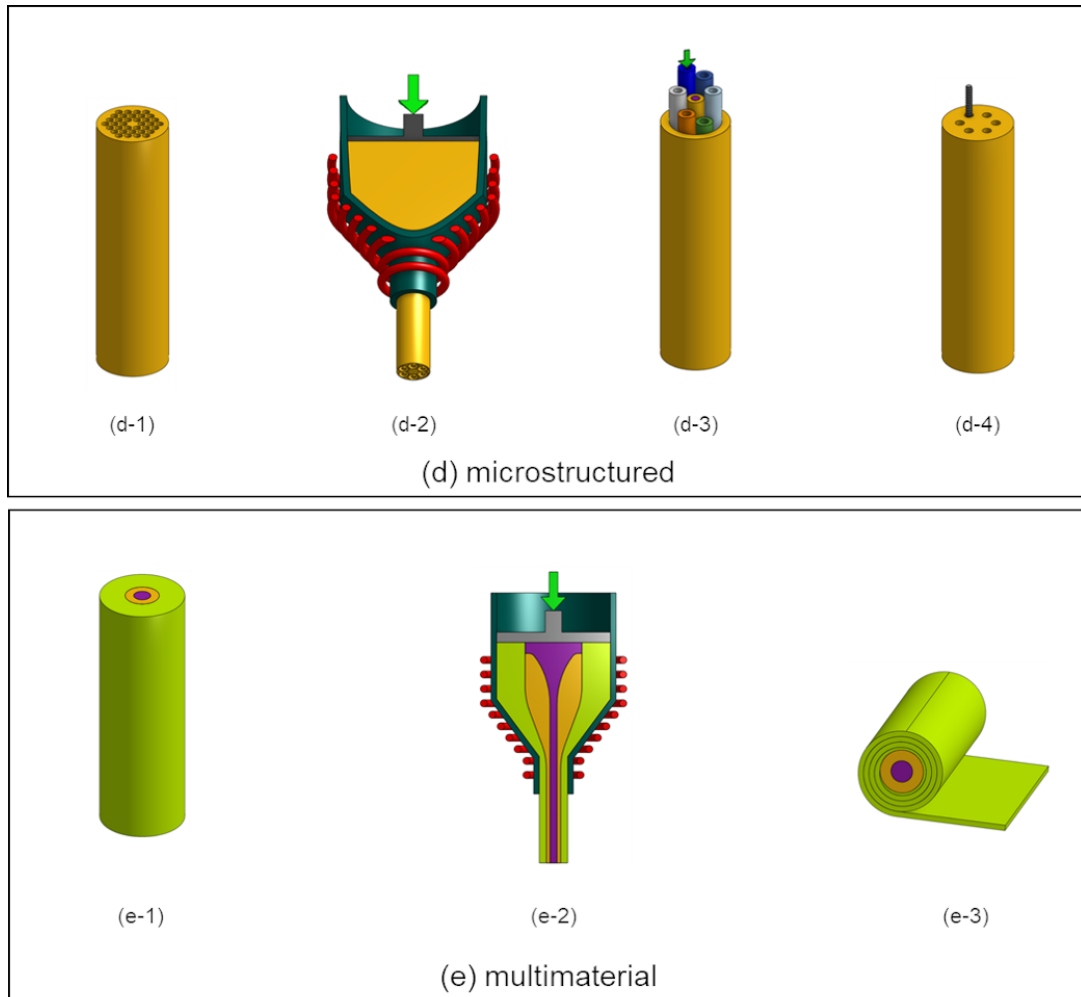 (d-1) (d-2) (d-3) (d-4)
(d) microstructured
(e-1) (e-2) (e-3)
(e) multimaterial